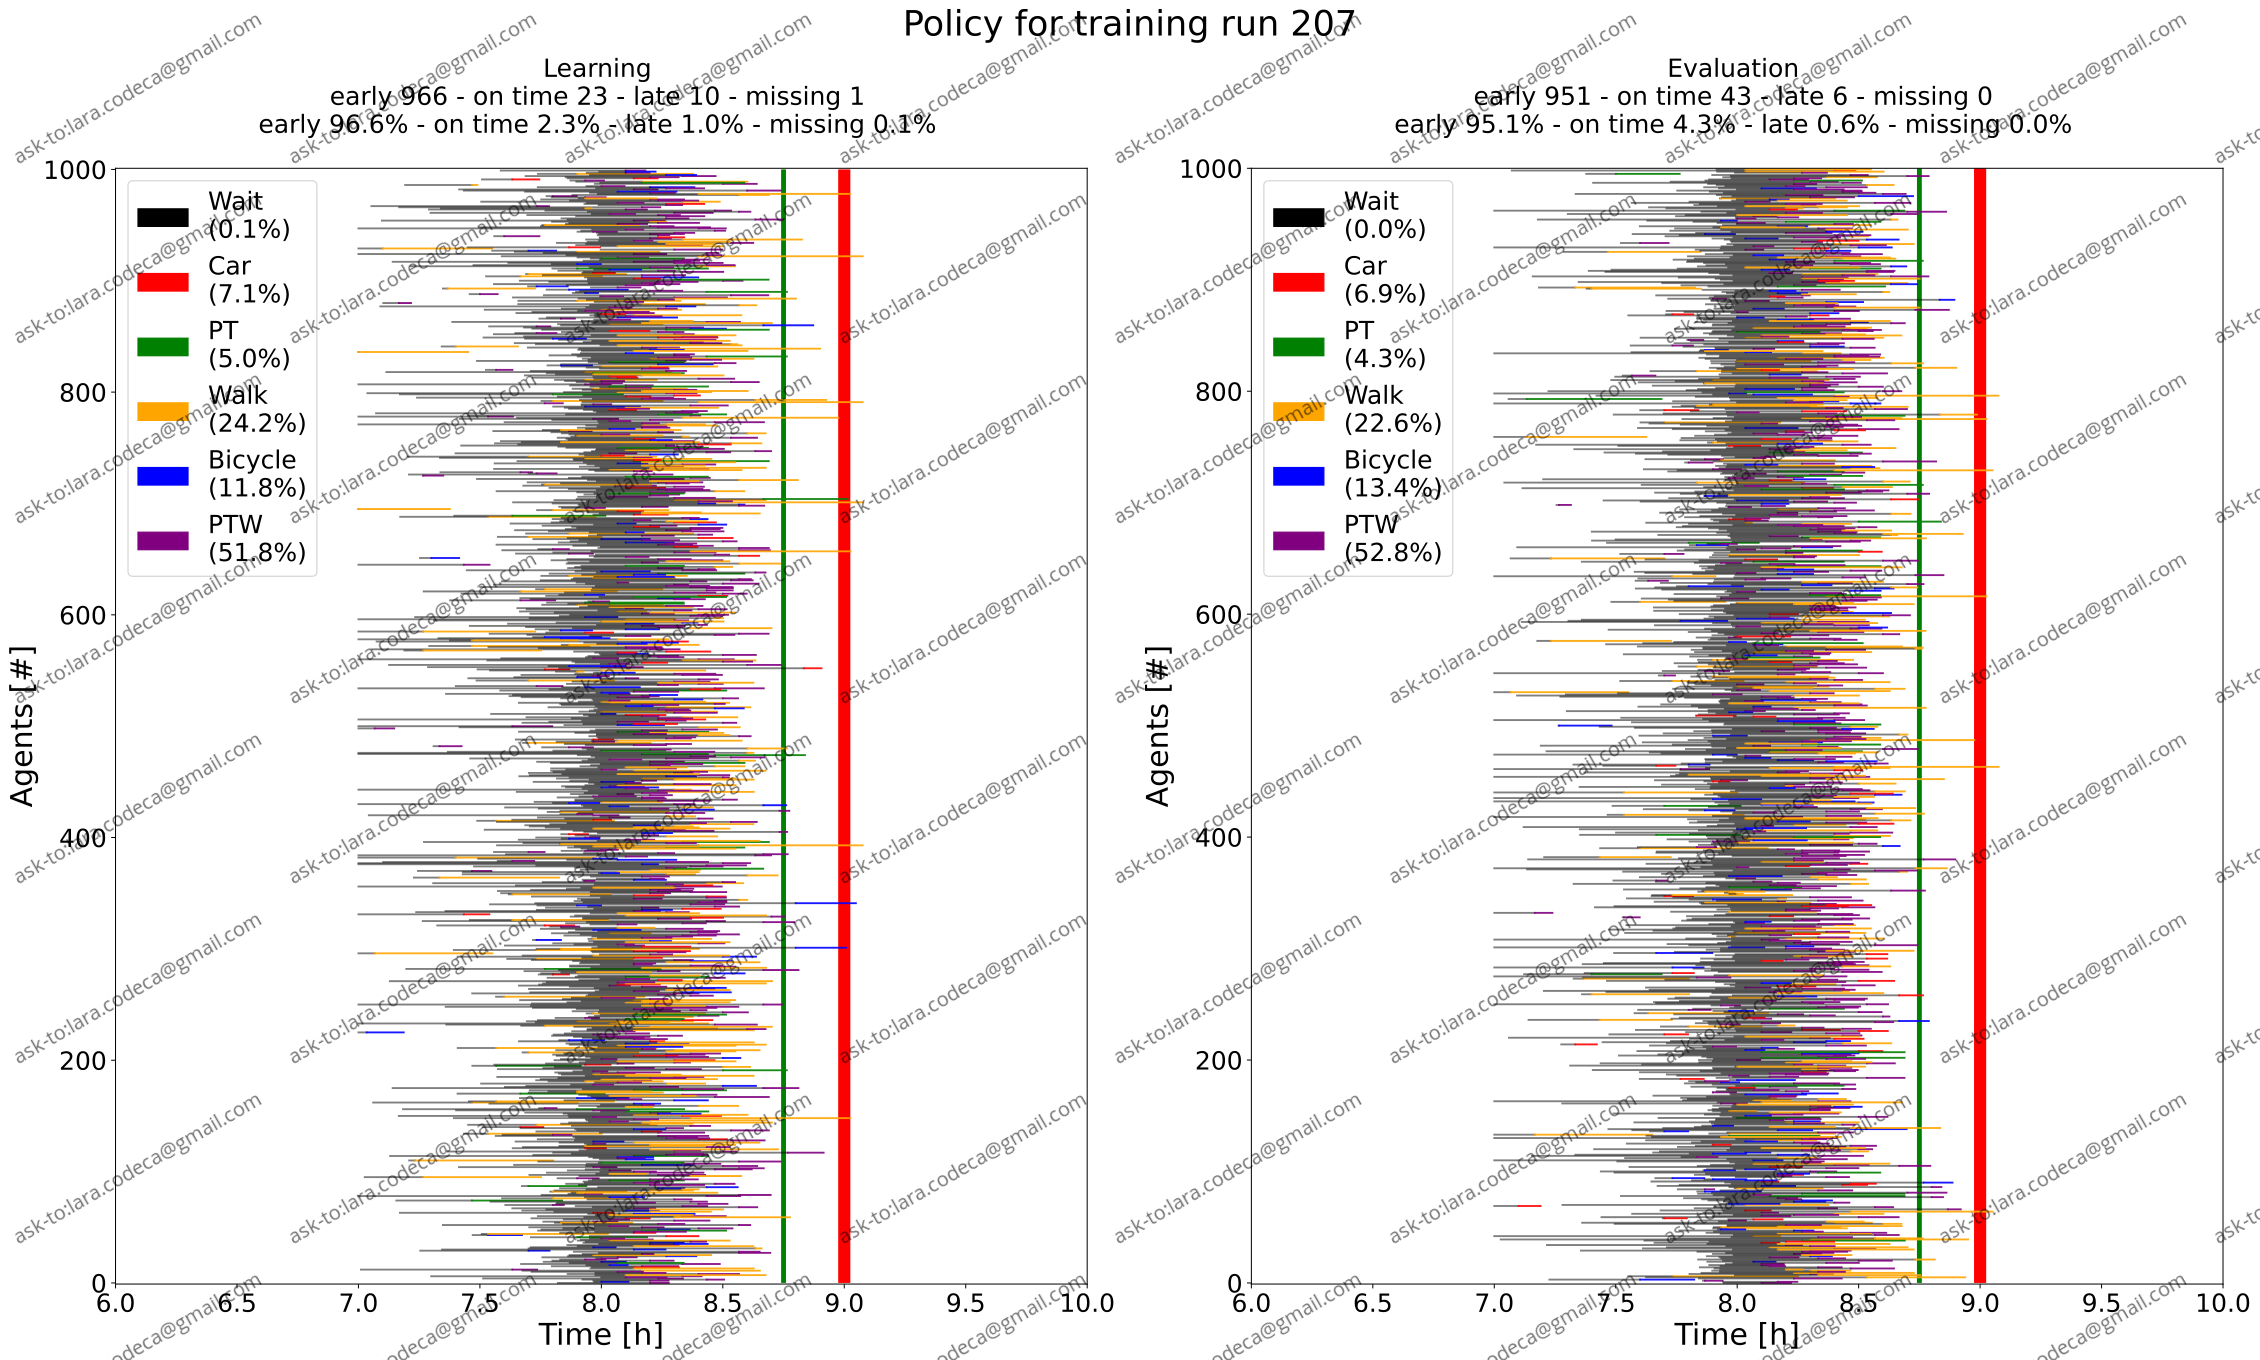 Policy for training run 207
Learning
early 966 - on time 23 - late 10 - missing 1
early 96.6% - on time 2.3% - late 1.0% - missing 0.1%
Evaluation
early 951 - on time 43 - late 6 - missing 0
early 95.1% - on time 4.3% - late 0.6% - missing 0.0%
Wait
(0.1%)
Car
(7.1%)
PT
(5.0%)
Walk
(24.2%)
Bicycle
(11.8%)
PTW
(51.8%)
1000
800
600
400
200
0
Agents [#]
6.0 6.5 7.0 7.5 8.0 8.5 9.0 9.5 10.0
Time [h]
Wait
(0.0%)
Car
(6.9%)
PT
(4.3%)
Walk
(22.6%)
Bicycle
(13.4%)
PTW
(52.8%)
1000
800
600
400
200
0
Agents [#]
6.0 6.5 7.0 7.5 8.0 8.5 9.0 9.5 10.0
Time [h]
ask-to:lara.codeca@gmail.com